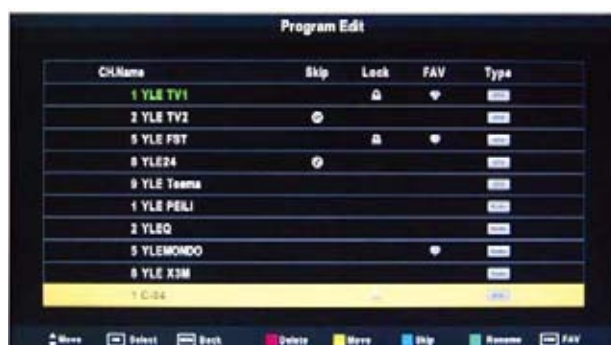 Program Edit
CH.Name Skip Lock FAV Type
1 YLE TV1
2 YLE TV2
5 YLE FST
8 YLE24
9 YLE Teema
1 YLE PEILI
2 YLEQ
5 YLEMONDO
6 YLE X3M
1 C-34
Move Select Back Delete Move Skip Rename FAV